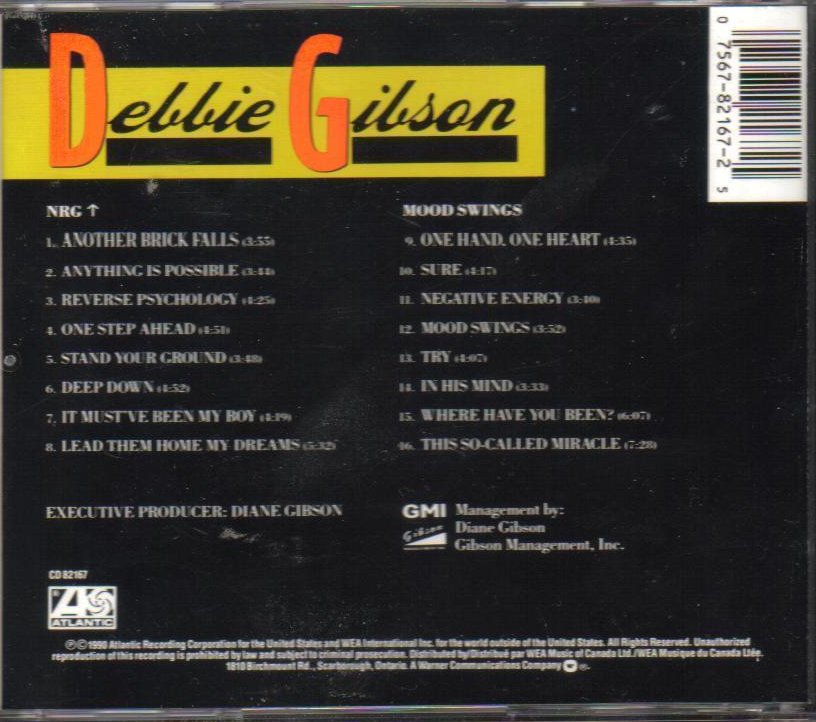 Debbie Gibson
0 7567-82167-2 5
NRG ↑
1. ANOTHER BRICK FALLS (3:55)
2. ANYTHING IS POSSIBLE (3:44)
3. REVERSE PSYCHOLOGY (4:25)
4. ONE STEP AHEAD (4:51)
5. STAND YOUR GROUND (3:48)
6. DEEP DOWN (4:52)
7. IT MUST'VE BEEN MY BOY (4:19)
8. LEAD THEM HOME MY DREAMS (5:32)
MOOD SWINGS
9. ONE HAND, ONE HEART (4:35)
10. SURE (4:17)
11. NEGATIVE ENERGY (3:40)
12. MOOD SWINGS (3:52)
13. TRY (4:07)
14. IN HIS MIND (3:33)
15. WHERE HAVE YOU BEEN? (6:07)
16. THIS SO-CALLED MIRACLE (7:28)
EXECUTIVE PRODUCER: DIANE GIBSON
GMI Management by:
Gibson Diane Gibson
Gibson Management, Inc.
CD 82167
ATLANTIC
℗©1990 Atlantic Recording Corporation for the United States and WEA International Inc. for the world outside of the United States. All Rights Reserved. Unauthorized
reproduction of this recording is prohibited by law and subject to criminal prosecution. Distributed by/Distribué par WEA Music of Canada Ltd./WEA Musique du Canada Ltée,
1810 Birchmount Rd., Scarborough, Ontario. A Warner Communications Company